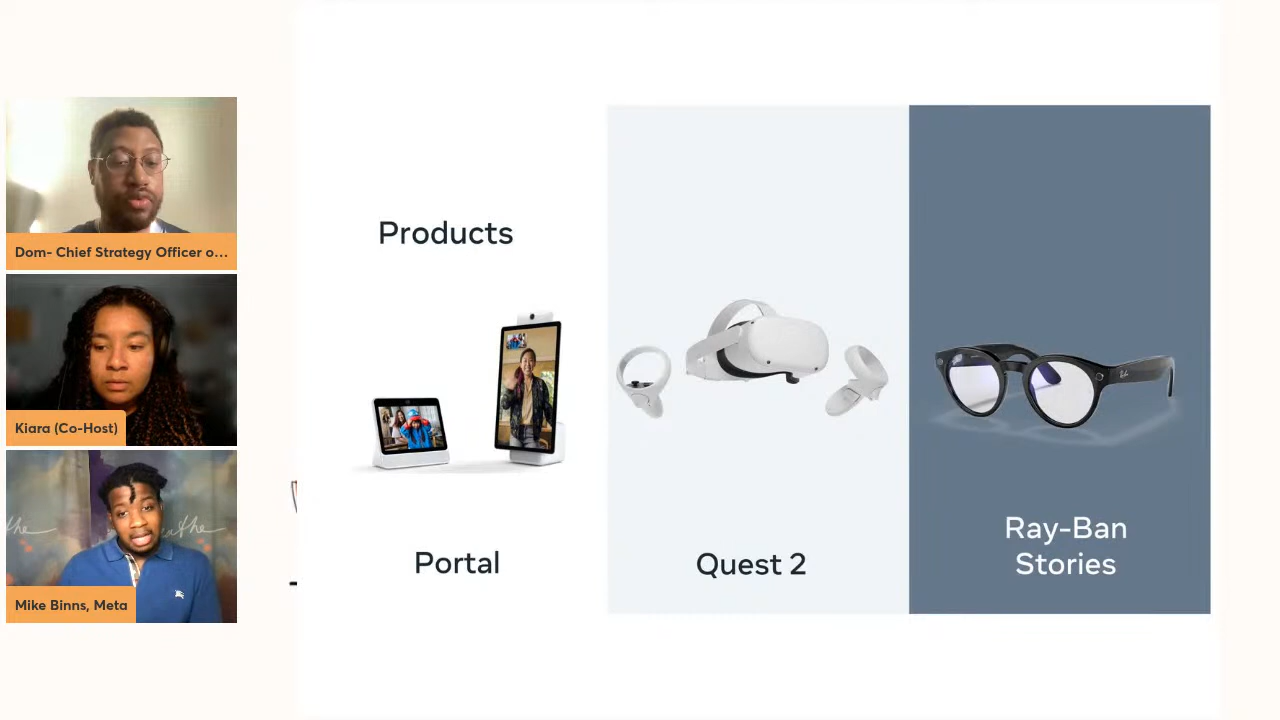 Dom- Chief Strategy Officer o...
Kiara (Co-Host)
Mike Binns, Meta
Products
Portal
Quest 2
Ray-Ban
Stories